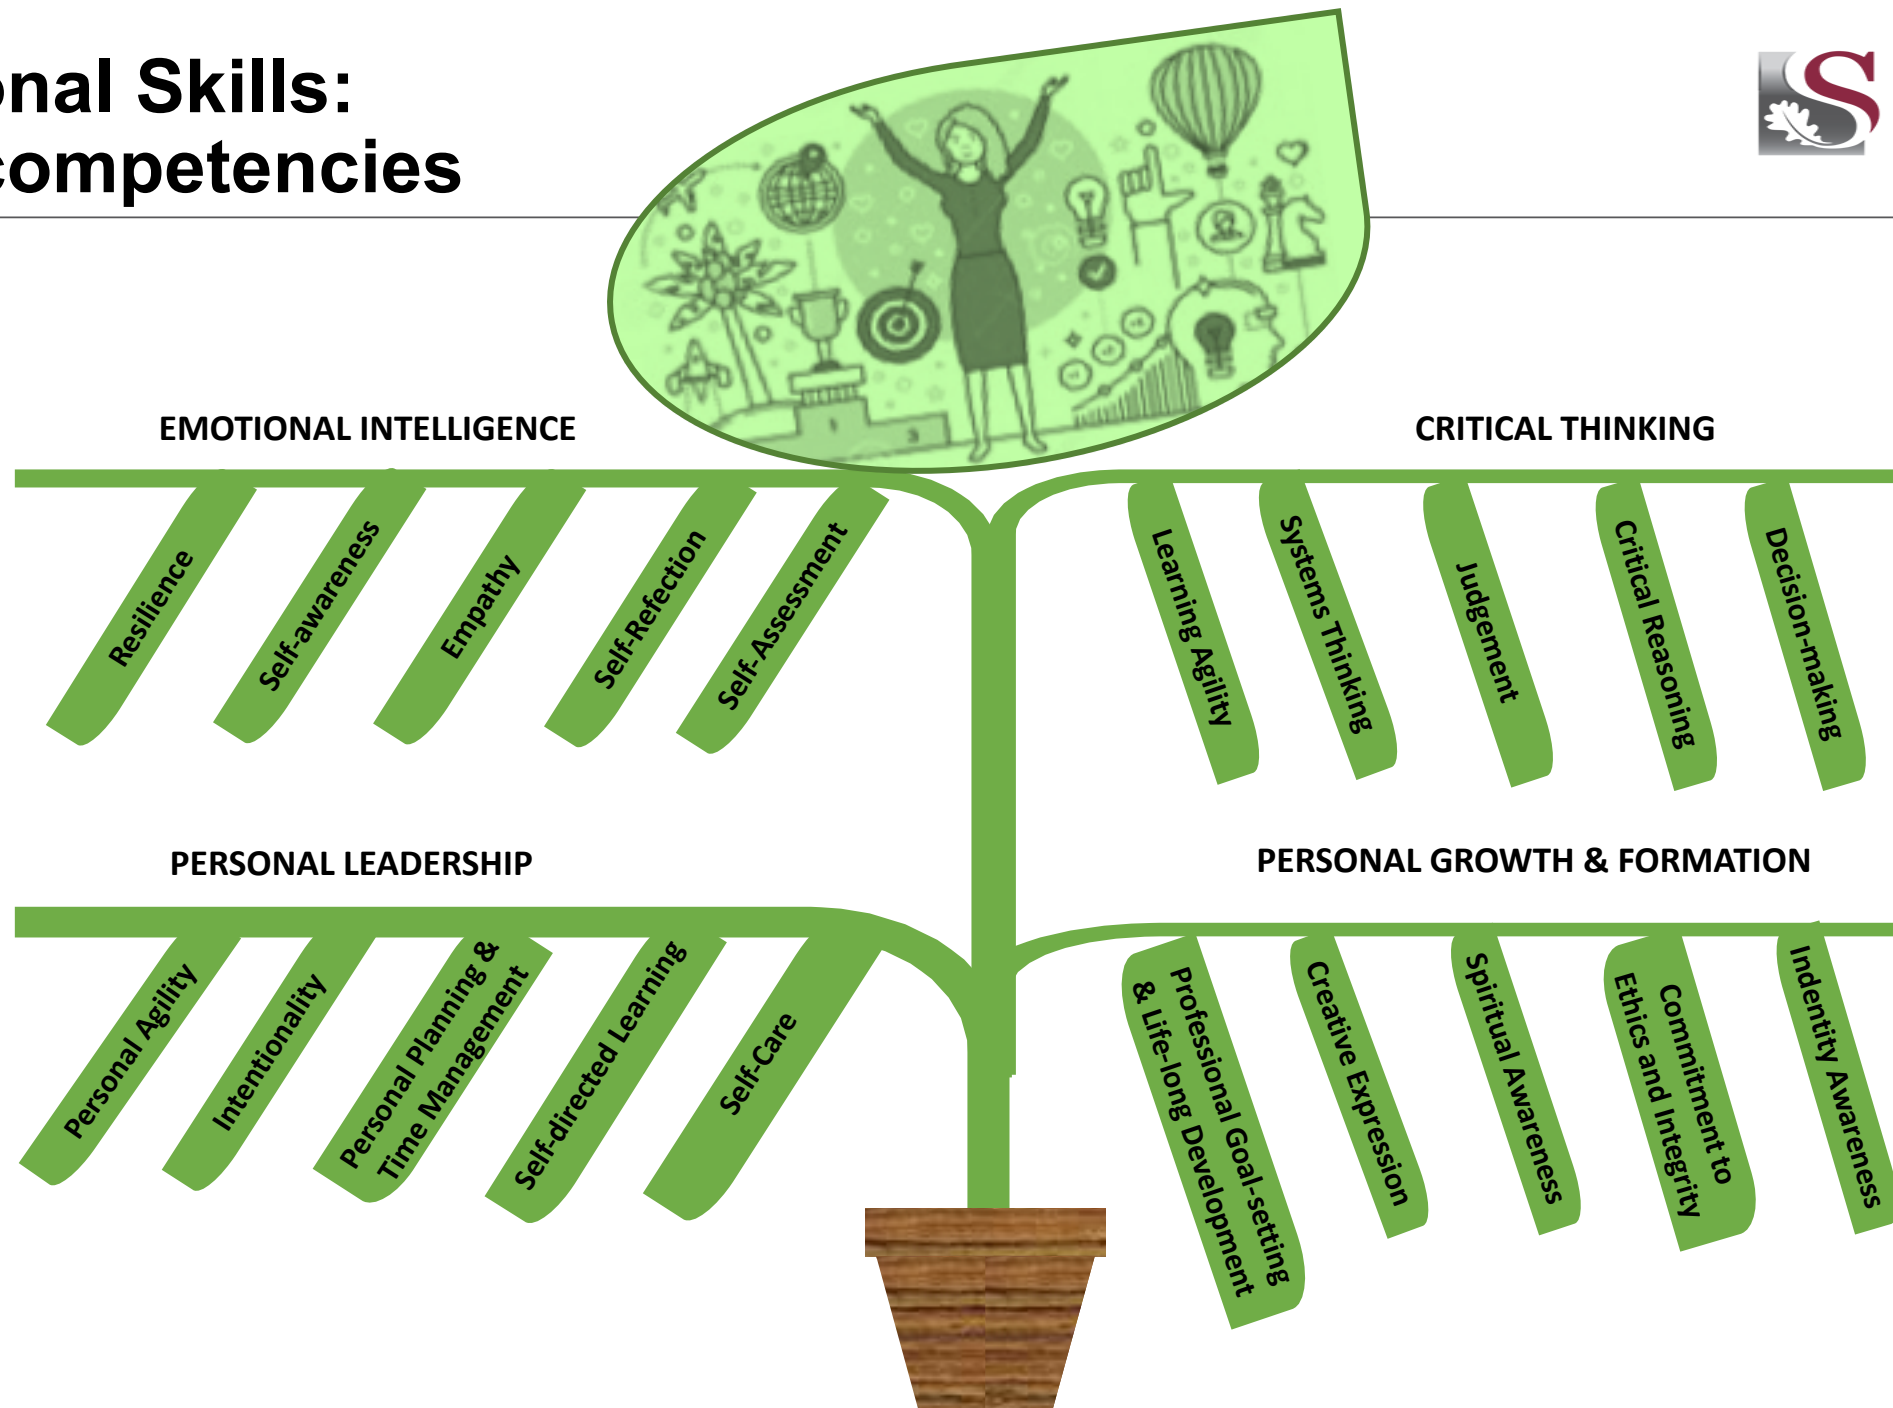 onal Skills:
competencies
S
EMOTIONAL INTELLIGENCE
Resilience
Self-awareness
Empathy
Self-Refection
Self-Assessment
CRITICAL THINKING
Learning Agility
Systems Thinking
Judgement
Critical Reasoning
Decision-making
PERSONAL LEADERSHIP
Personal Agility
Intentionality
Personal Planning &
Time Management
Self-directed Learning
Self-Care
PERSONAL GROWTH & FORMATION
Professional Goal-setting
& Life-long Development
Creative Expression
Spiritual Awareness
Commitment to
Ethics and Integrity
Indentity Awareness
1
3